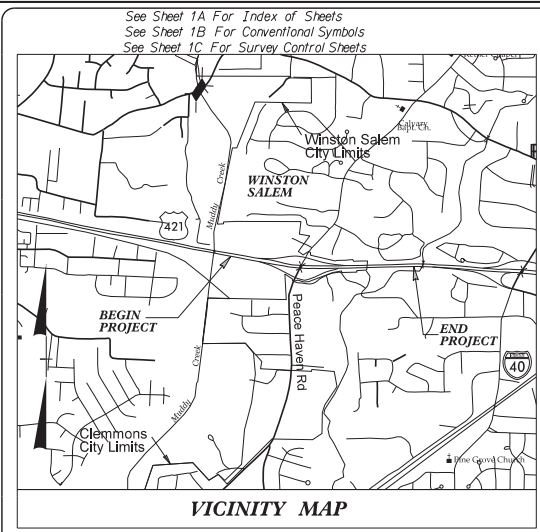 See Sheet 1A For Index of Sheets
See Sheet 1B For Conventional Symbols
See Sheet 1C For Survey Control Sheets
Calvary
Bapt. Ch.
Winston Salem
City Limits
WINSTON
SALEM
Muddy Creek
421
BEGIN
PROJECT
Peace Haven Rd
END
PROJECT
40
Muddy Creek
Clemmons
City Limits
Pine Grove Church
VICINITY MAP